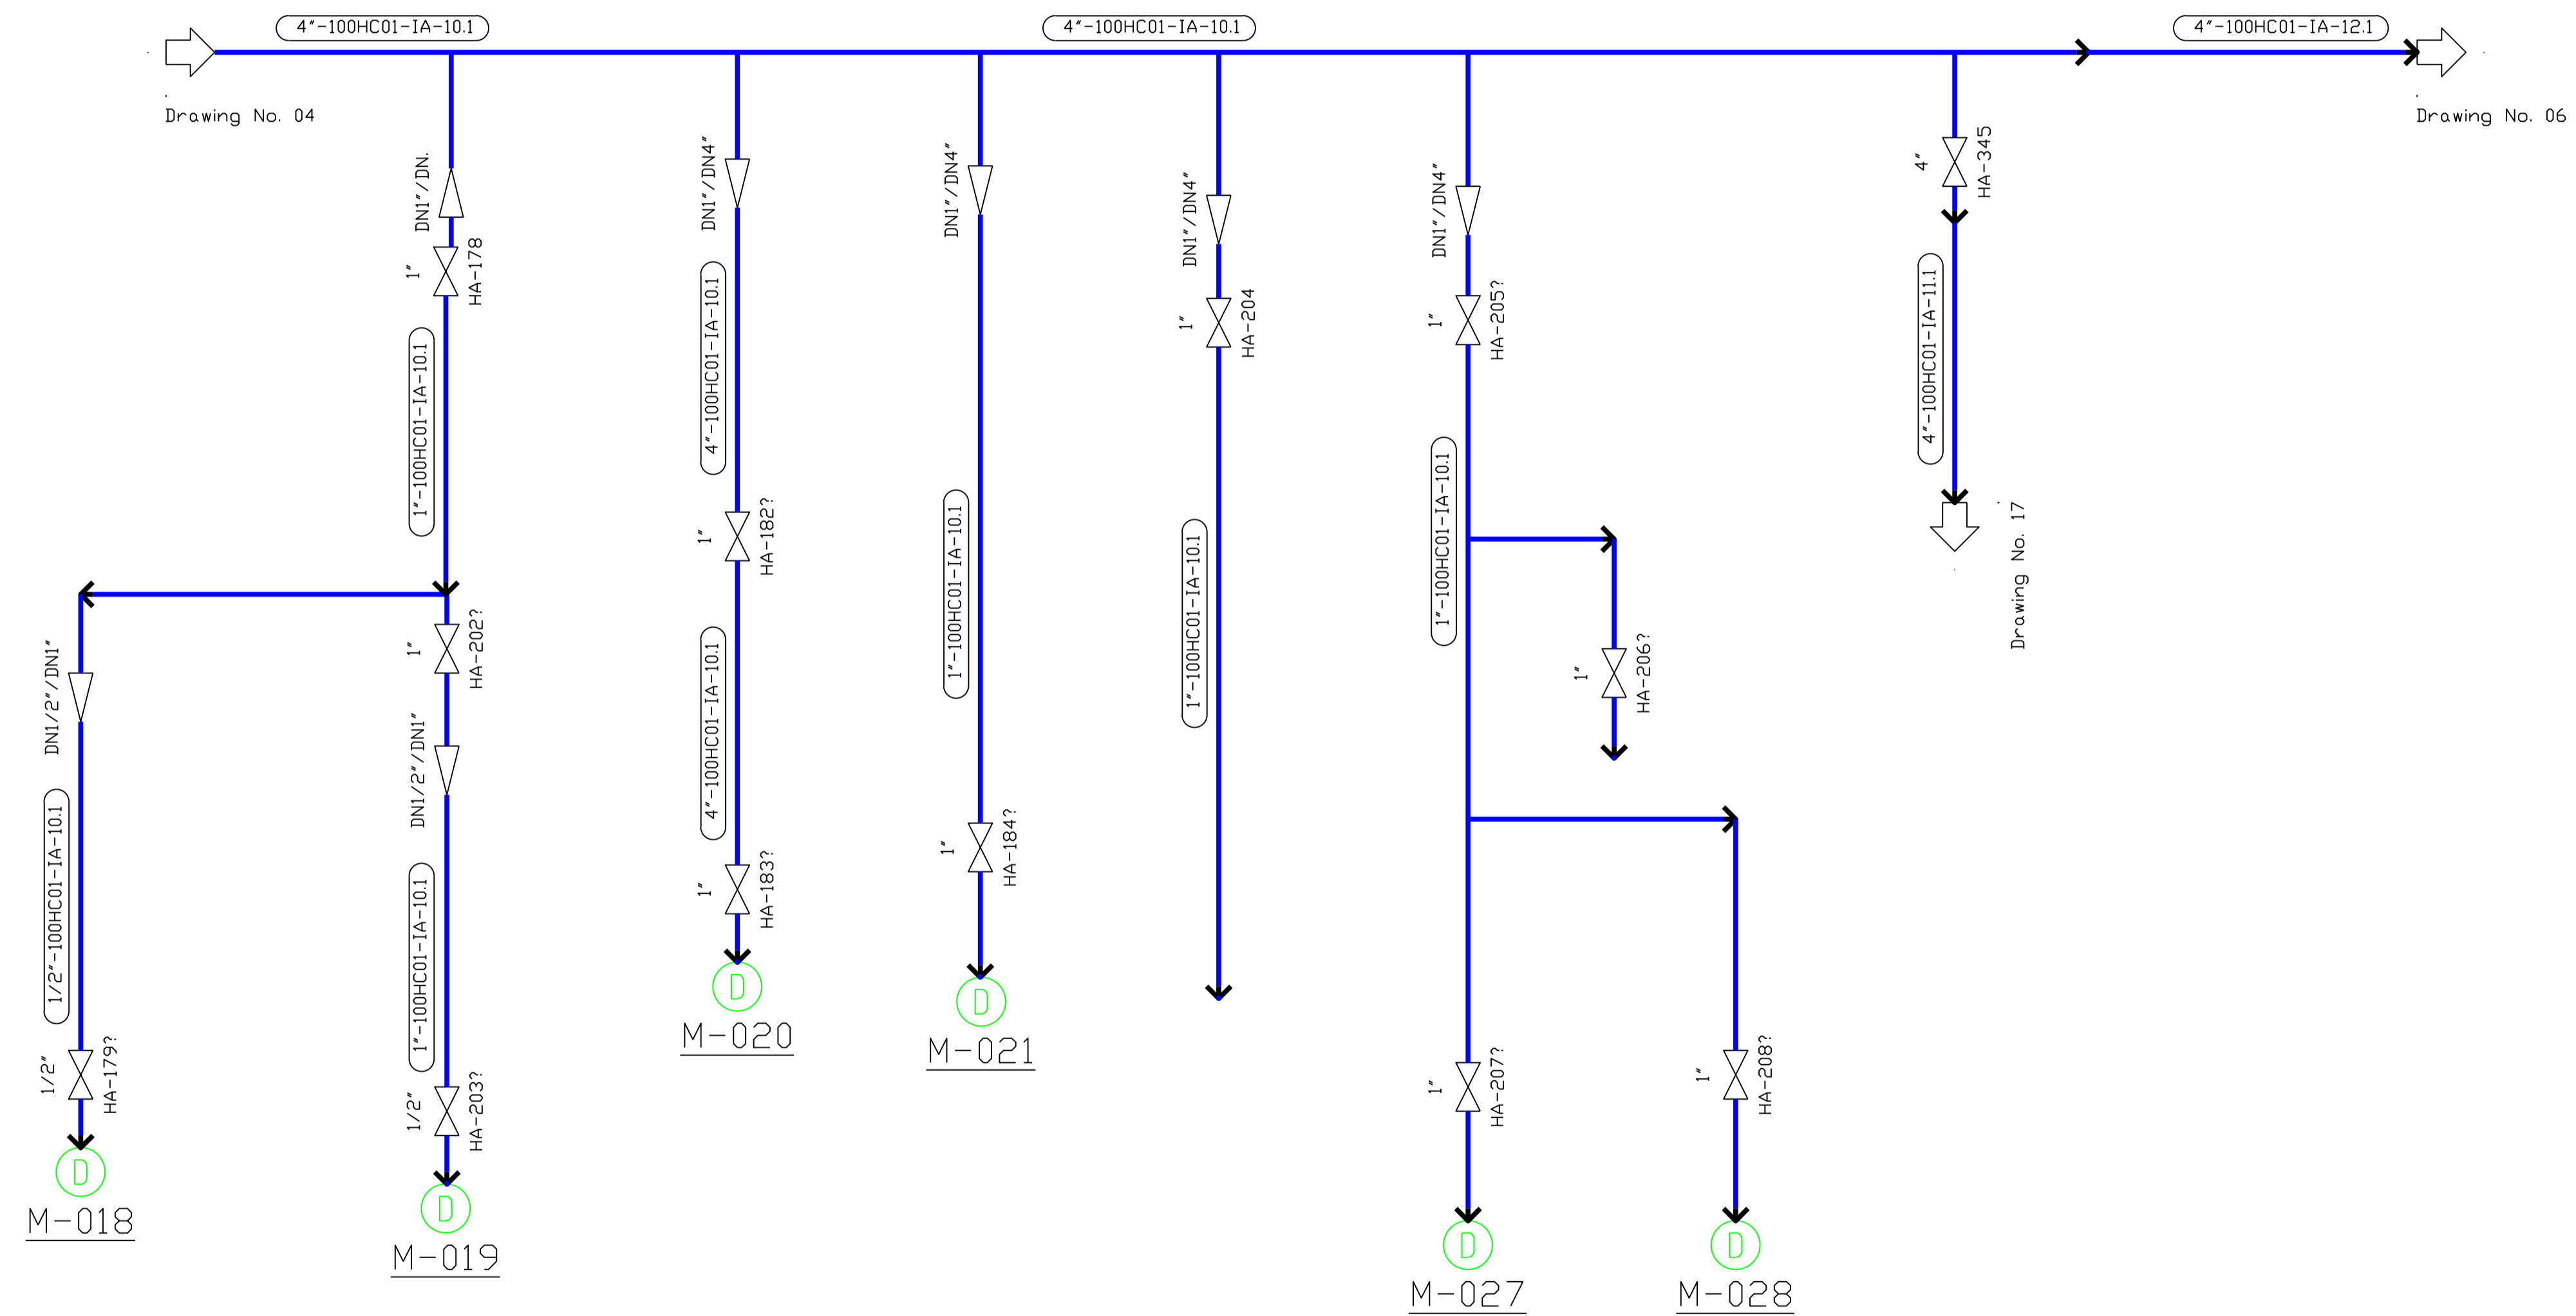 4"-100HC01-IA-10.1
4"-100HC01-IA-10.1
4"-100HC01-IA-12.1
Drawing No. 04
Drawing No. 06
DN1"/DN.
1"
HA-178
1"-100HC01-IA-10.1
DN1"/DN4"
4"-100HC01-IA-10.1
1"
HA-182?
4"-100HC01-IA-10.1
1"
HA-183?
D
M-020
DN1"/DN4"
1"-100HC01-IA-10.1
1"
HA-184?
D
M-021
DN1"/DN4"
1"
HA-204
1"-100HC01-IA-10.1
DN1"/DN4"
1"
HA-205?
1"-100HC01-IA-10.1
1"
HA-206?
1"
HA-207?
D
M-027
1"
HA-208?
D
M-028
4"
HA-345
4"-100HC01-IA-11.1
Drawing No. 17
DN1/2"/DN1"
1/2"-100HC01-IA-10.1
1/2"
HA-179?
D
M-018
1"
HA-202?
DN1/2"/DN1"
1"-100HC01-IA-10.1
1/2"
HA-203?
D
M-019